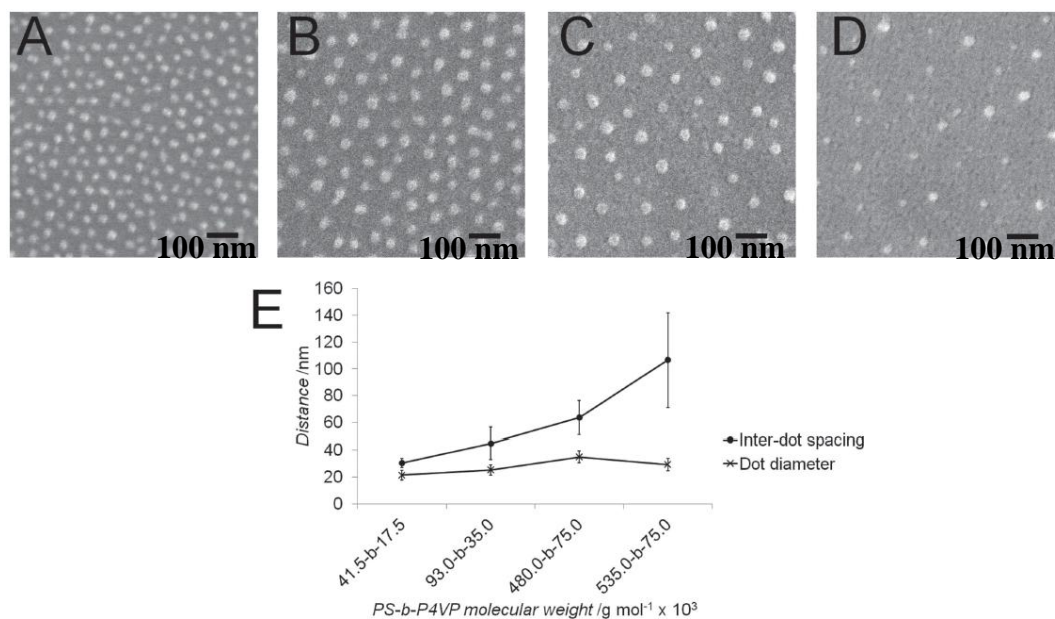 A B C D
100 nm 100 nm 100 nm 100 nm
E
160
140
120
100
80
60
40
20
0
Distance /nm
Inter-dot spacing
Dot diameter
41.5-b-17.5
93.0-b-35.0
480.0-b-75.0
535.0-b-75.0
PS-b-P4VP molecular weight /g mol⁻¹ x 10³